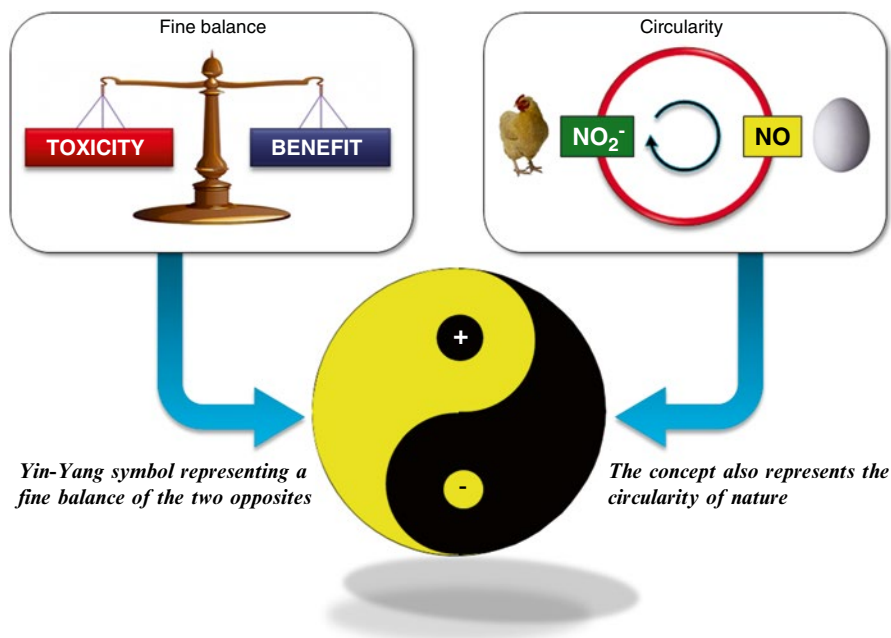 Fine balance
TOXICITY
BENEFIT
Circularity
NO₂⁻
NO
+
-
Yin-Yang symbol representing a
fine balance of the two opposites
The concept also represents the
circularity of nature